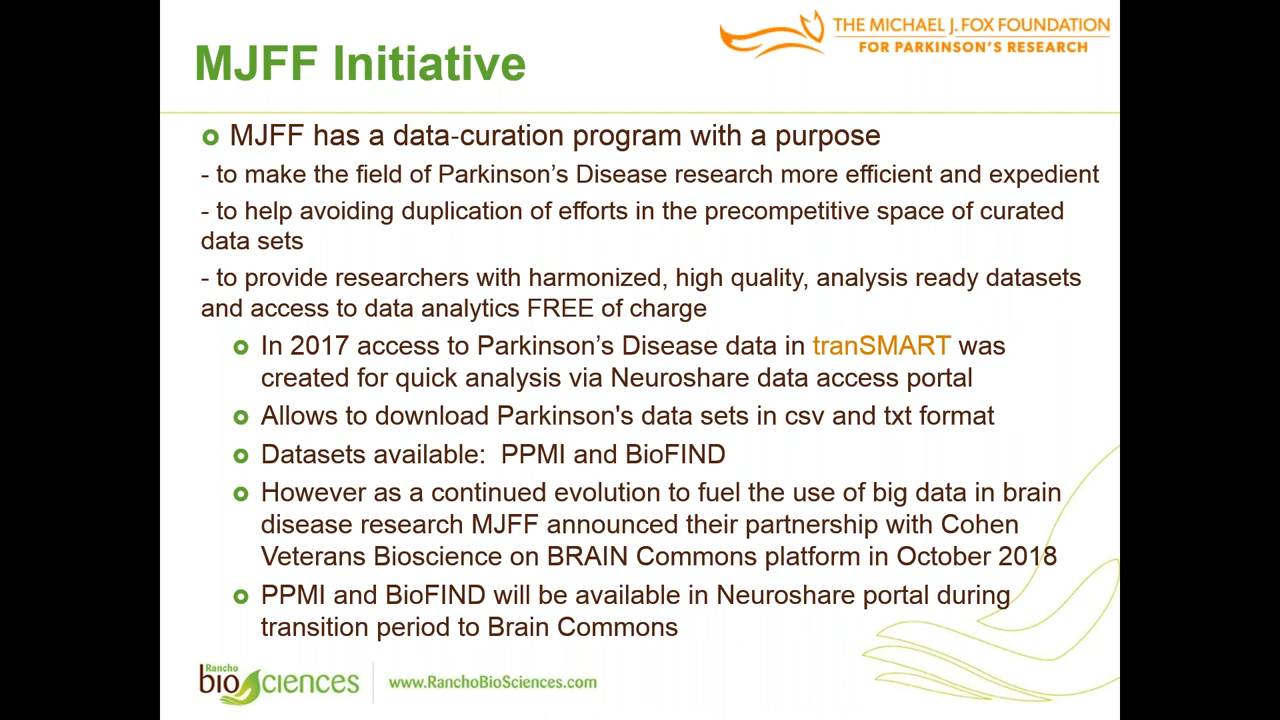 THE MICHAEL J. FOX FOUNDATION
FOR PARKINSON'S RESEARCH
MJFF Initiative
MJFF has a data-curation program with a purpose
- to make the field of Parkinson’s Disease research more efficient and expedient
- to help avoiding duplication of efforts in the precompetitive space of curated
data sets
- to provide researchers with harmonized, high quality, analysis ready datasets
and access to data analytics FREE of charge
In 2017 access to Parkinson’s Disease data in tranSMART was
created for quick analysis via Neuroshare data access portal
Allows to download Parkinson's data sets in csv and txt format
Datasets available:  PPMI and BioFIND
However as a continued evolution to fuel the use of big data in brain
disease research MJFF announced their partnership with Cohen
Veterans Bioscience on BRAIN Commons platform in October 2018
PPMI and BioFIND will be available in Neuroshare portal during
transition period to Brain Commons
Rancho
biosciences
www.RanchoBioSciences.com